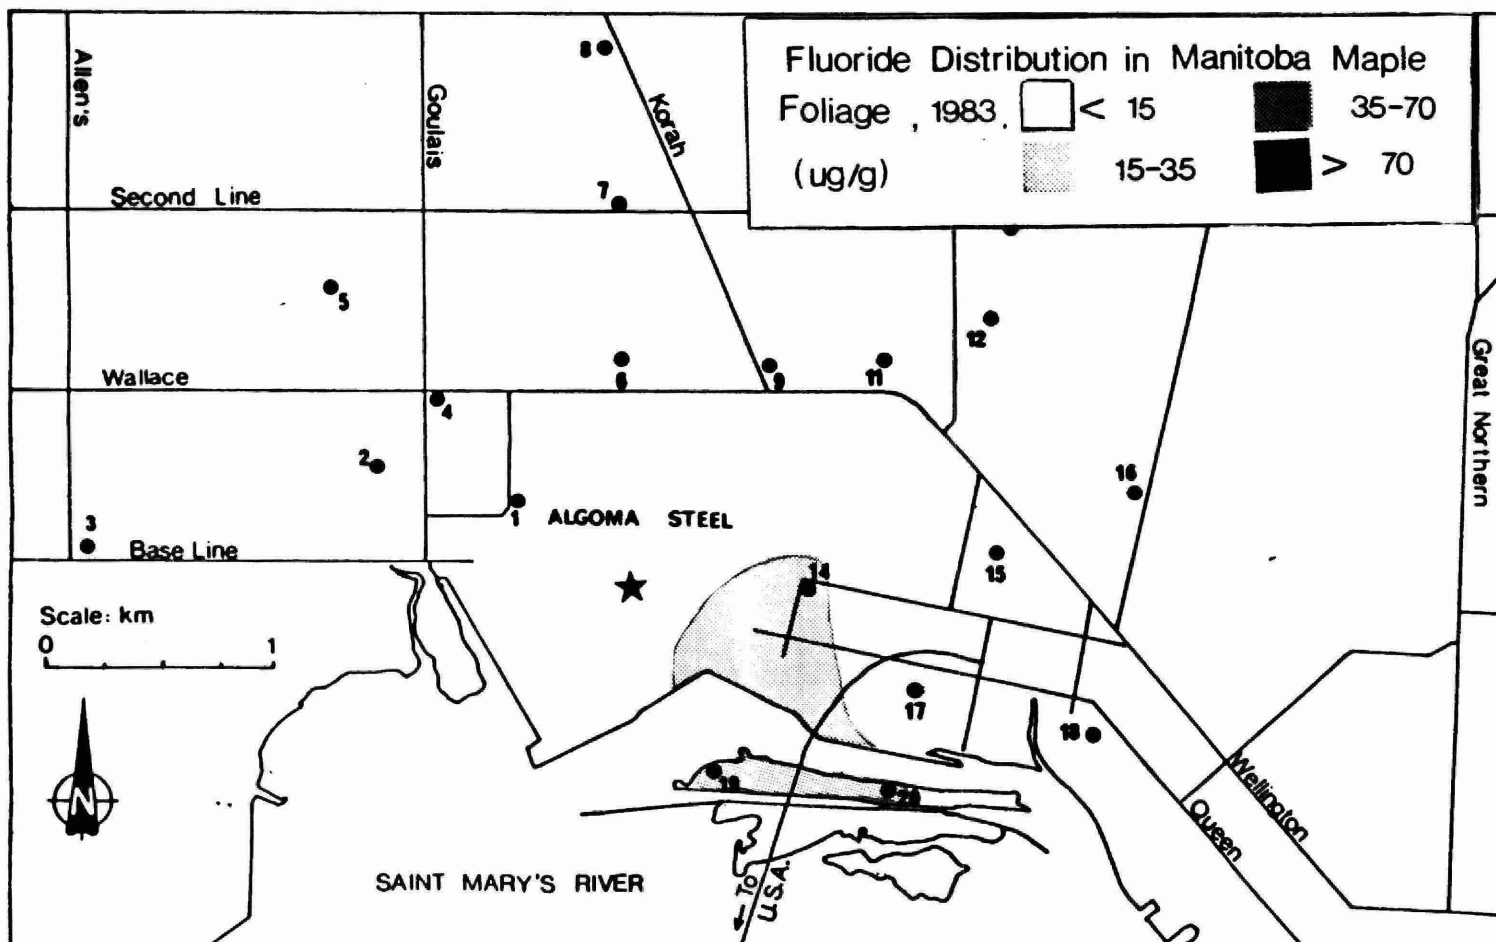 Fluoride Distribution in Manitoba Maple
Foliage , 1983. < 15 35-70
(ug/g) 15-35 > 70
Allen's
Goulais
Korah
Second Line
Wallace
Base Line
Great Northern
8
7
5
12
6
9
11
4
2
16
3
1
ALGOMA STEEL
15
14
Scale: km
0 1
17
18
19
20
Wellington
Queen
N
SAINT MARY'S RIVER
← To
U.S.A.